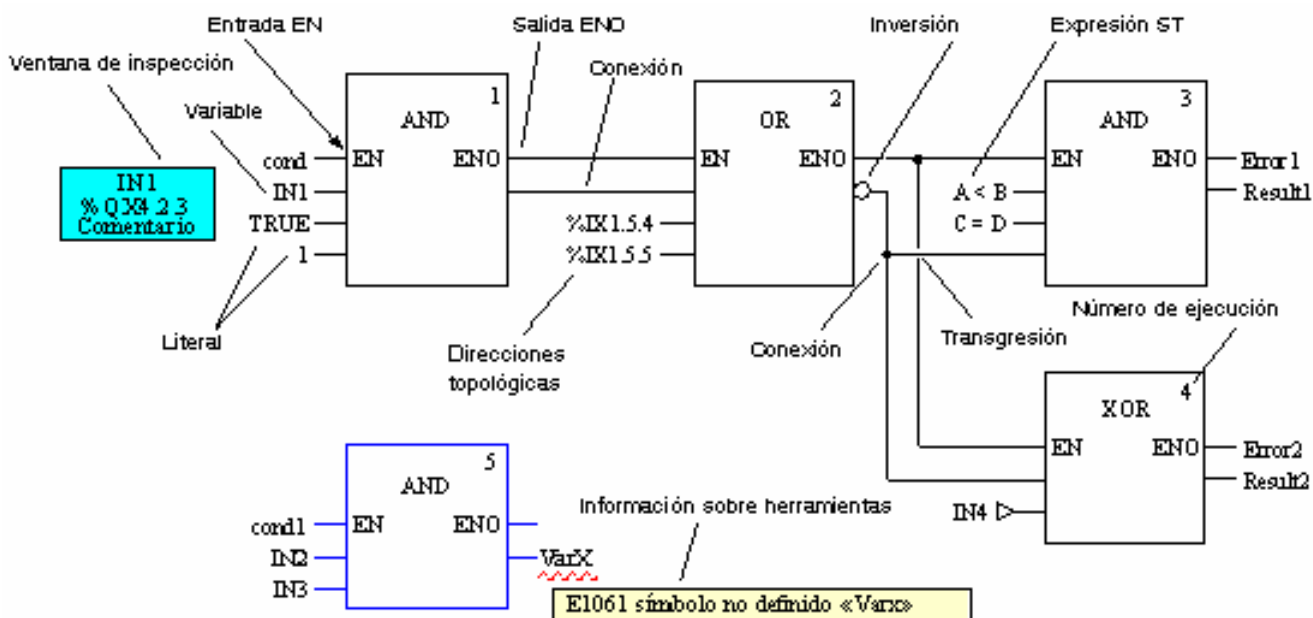 Entrada EN
Salida ENO
Inversión
Expresión ST
Ventana de inspección
Conexión
Variable
1
AND
EN
ENO
2
OR
EN
ENO
3
AND
EN
ENO
cond
IN1
TRUE
1
IN1
%QX4.2.3
Comentario
%IX1.5.4
%IX1.5.5
A < B
C = D
Error1
Result1
Literal
Direcciones
topológicas
Conexión
Transgresión
Número de ejecución
4
XOR
EN
ENO
IN4
Error2
Result2
5
AND
EN
ENO
cond1
IN2
IN3
VarX
Información sobre herramientas
E1061 símbolo no definido «Varx»